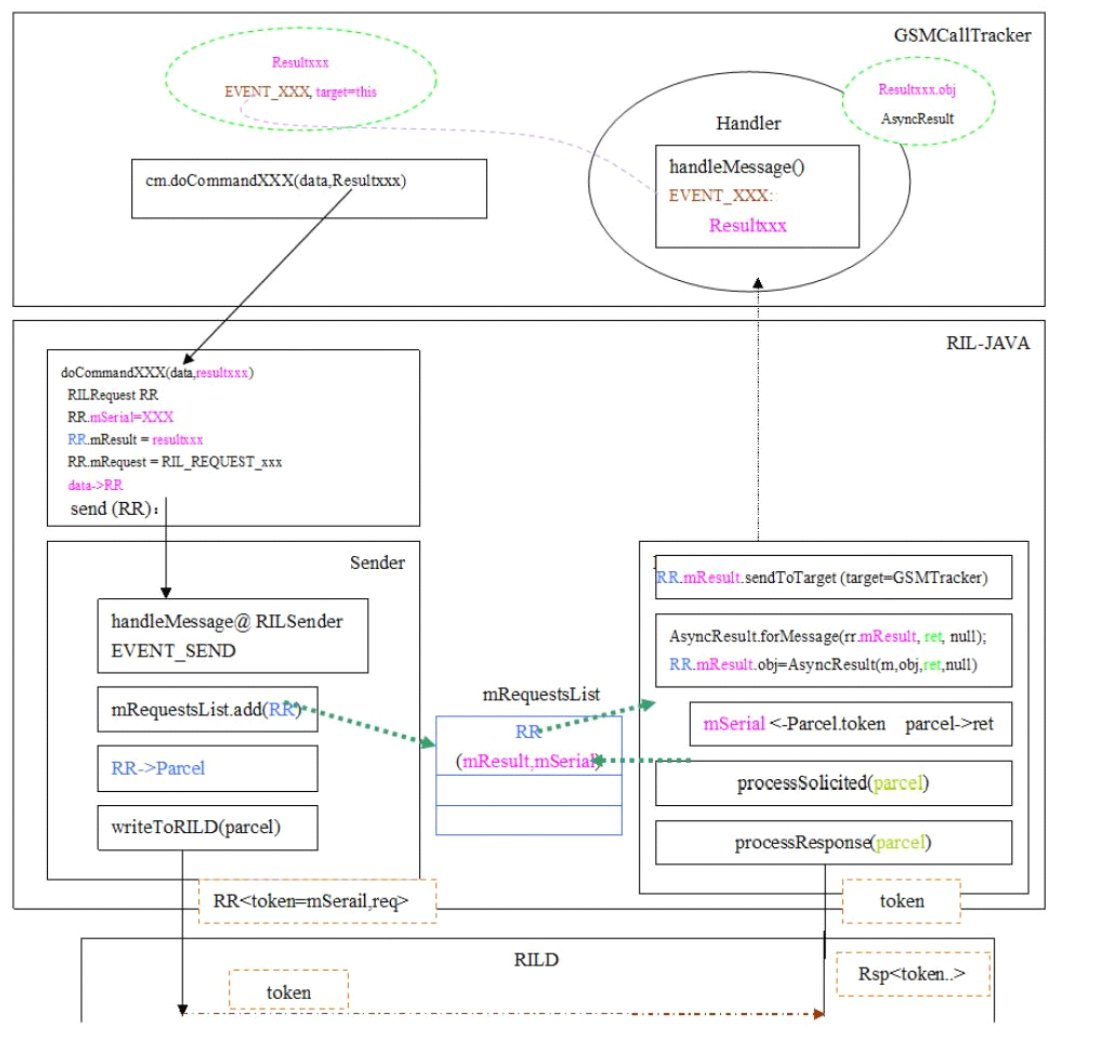 GSMCallTracker
Resultxxx
EVENT_XXX, target=this
Resultxxx.obj
AsyncResult
Handler
cm.doCommandXXX(data,Resultxxx)
handleMessage()
EVENT_XXX:
Resultxxx
RIL-JAVA
doCommandXXX(data,resultxxx)
RILRequest RR
RR.mSerial=XXX
RR.mResult = resultxxx
RR.mRequest = RIL_REQUEST_xxx
data->RR
send (RR):
Sender
handleMessage@ RILSender
EVENT_SEND
mRequestsList.add(RR)
RR->Parcel
writeToRILD(parcel)
RR<token=mSerail,req>
mRequestsList
RR
(mResult,mSerial)
RR.mResult.sendToTarget (target=GSMTracker)
AsyncResult.forMessage(rr.mResult, ret, null);
RR.mResult.obj=AsyncResult(m,obj,ret,null)
mSerial <-Parcel.token parcel->ret
processSolicited(parcel)
processResponse(parcel)
token
RILD
Rsp<token..>
token